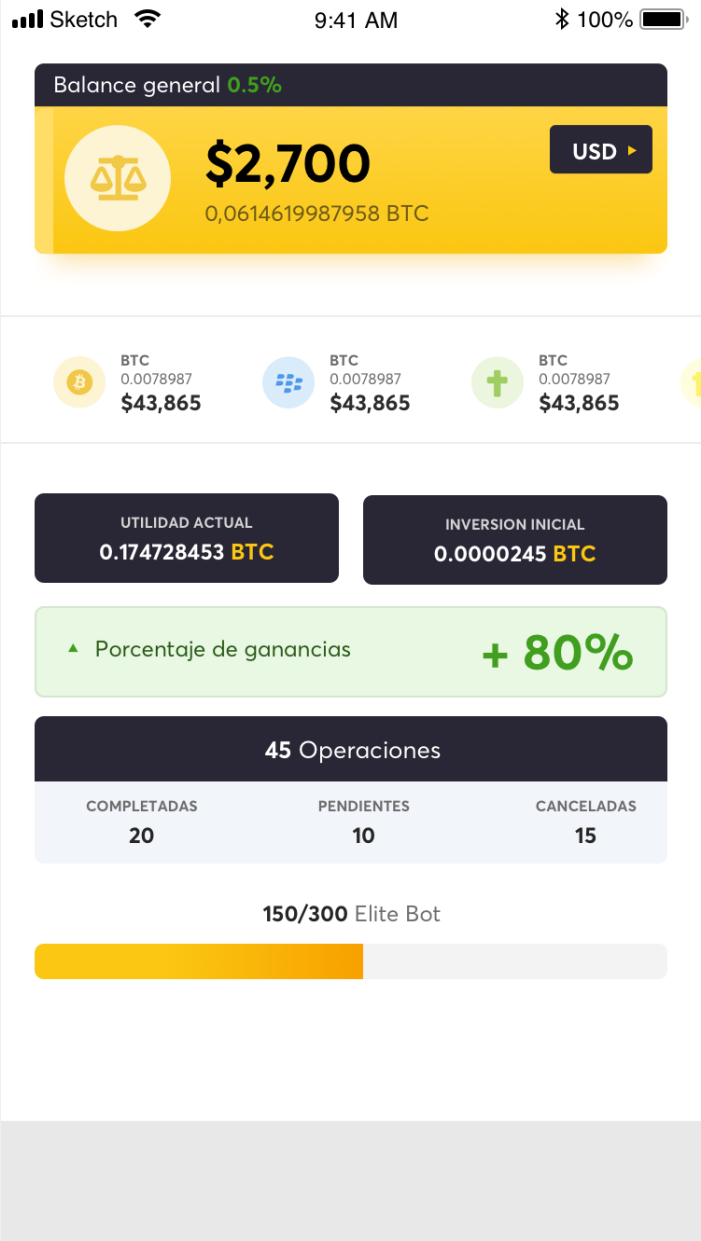 Sketch 9:41 AM 100%
Balance general 0.5%
$2,700
USD
0,0614619987958 BTC
BTC BTC BTC
0.0078987 0.0078987 0.0078987
$43,865 $43,865 $43,865
UTILIDAD ACTUAL INVERSION INICIAL
0.174728453 BTC 0.0000245 BTC
Porcentaje de ganancias + 80%
45 Operaciones
COMPLETADAS PENDIENTES CANCELADAS
20 10 15
150/300 Elite Bot